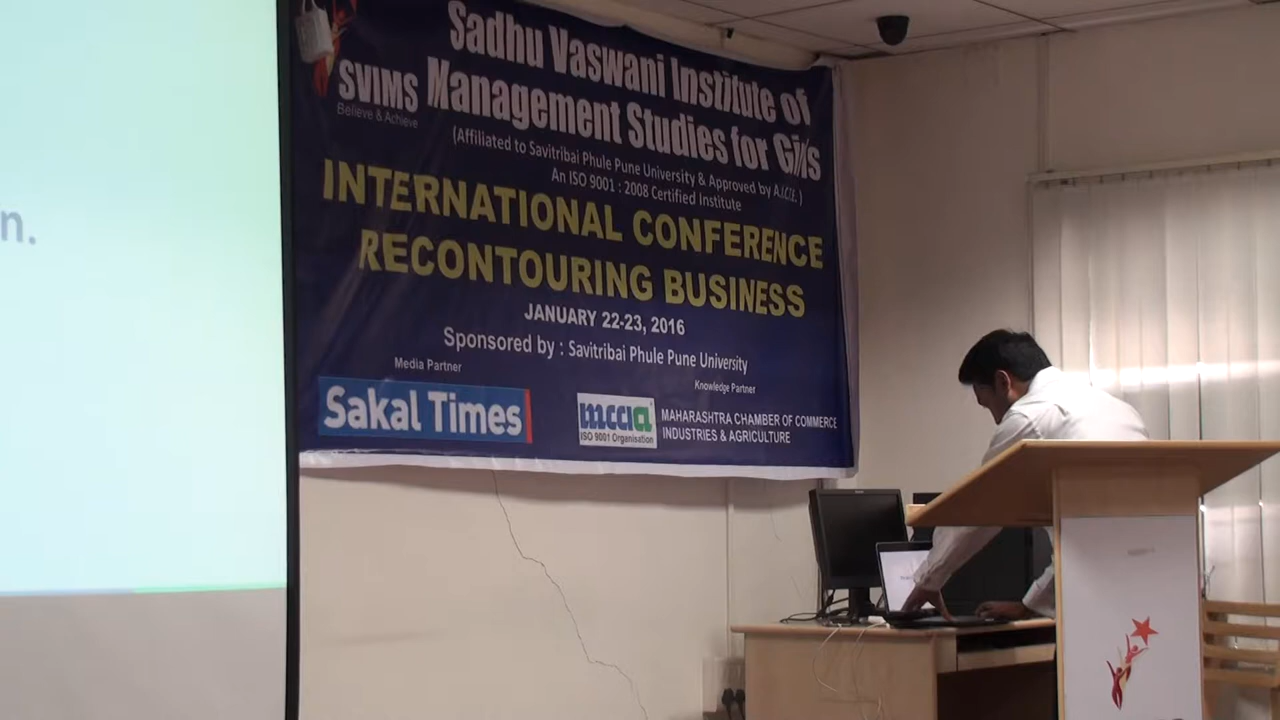 n.
Sadhu Vaswani Institute of
SVIMS Management Studies for Girls
Believe & Achieve
(Affiliated to Savitribai Phule Pune University & Approved by A.I.C.T.E. )
An ISO 9001 : 2008 Certified Institute
INTERNATIONAL CONFERENCE
RECONTOURING BUSINESS
JANUARY 22-23, 2016
Sponsored by : Savitribai Phule Pune University
Media Partner
Knowledge Partner
Sakal Times
mccia
ISO 9001 Organisation
MAHARASHTRA CHAMBER OF COMMERCE
INDUSTRIES & AGRICULTURE